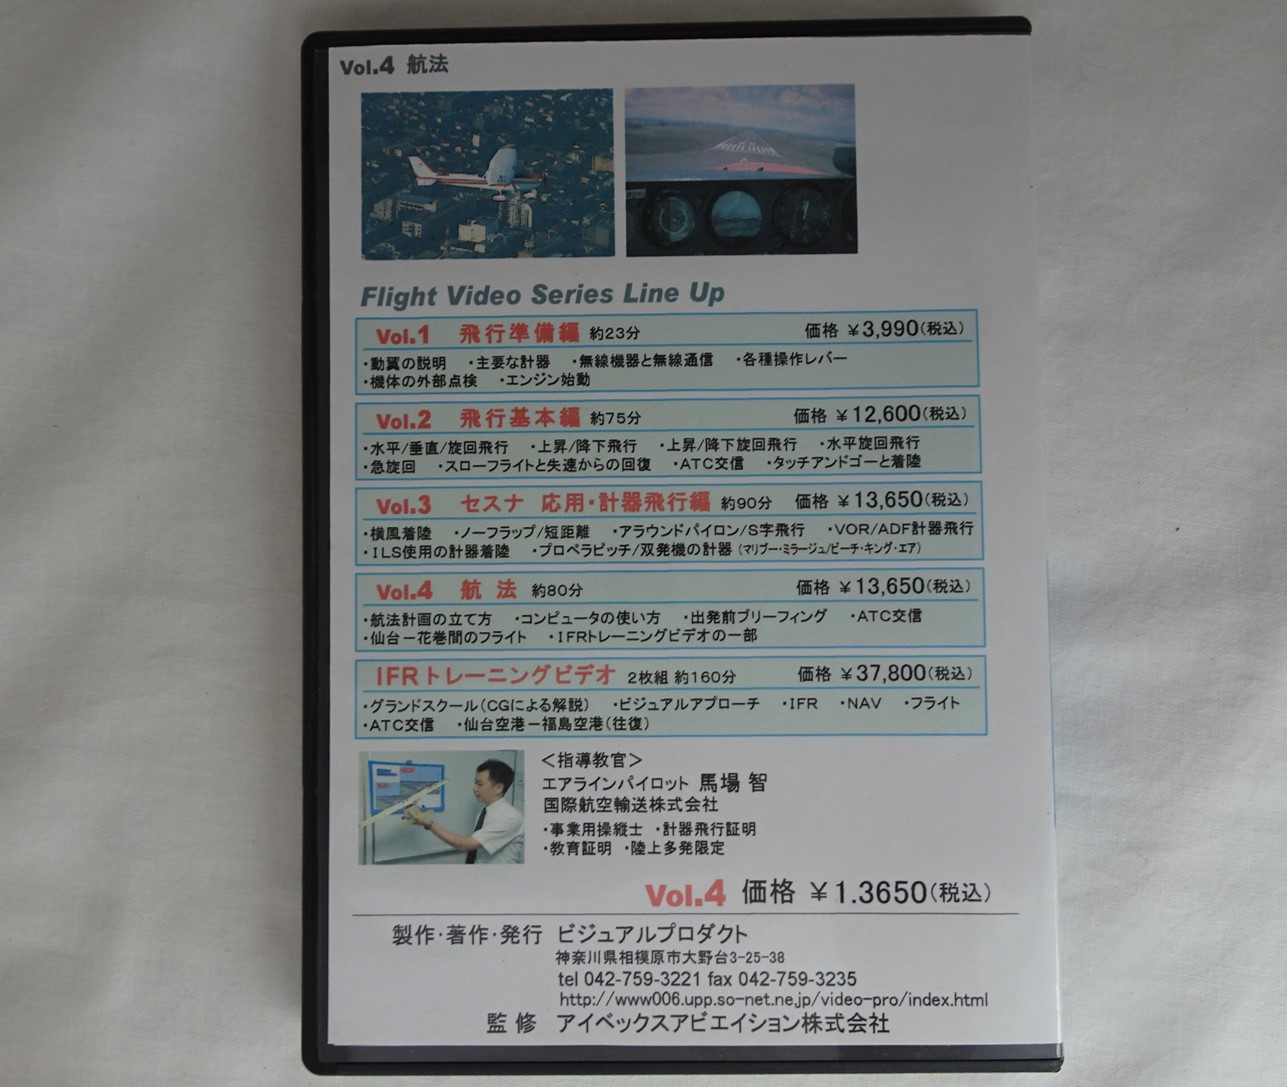 Vol.4 航法
Flight Video Series Line Up
Vol.1 飛行準備編 約23分 価格 ¥3,990(税込)
・動翼の説明 ・主要な計器 ・無線機器と無線通信 ・各種操作レバー
・機体の外部点検 ・エンジン始動
Vol.2 飛行基本編 約75分 価格 ¥12,600(税込)
・水平/垂直/旋回飛行 ・上昇/降下飛行 ・上昇/降下旋回飛行 ・水平旋回飛行
・急旋回 ・スローフライトと失速からの回復 ・ATC交信 ・タッチアンドゴーと着陸
Vol.3 セスナ 応用・計器飛行編 約90分 価格 ¥13,650(税込)
・横風着陸 ・ノーフラップ/短距離 ・アラウンドパイロン/S字飛行 ・VOR/ADF計器飛行
・ILS使用の計器着陸 ・プロペラピッチ/双発機の計器(マリブー・ミラージュ/ビーチ・キング・エア)
Vol.4 航 法 約80分 価格 ¥13,650(税込)
・航法計画の立て方 ・コンピュータの使い方 ・出発前ブリーフィング ・ATC交信
・仙台－花巻間のフライト ・IFRトレーニングビデオの一部
IFRトレーニングビデオ 2枚組 約160分 価格 ¥37,800(税込)
・グランドスクール(CGによる解説) ・ビジュアルアプローチ ・IFR ・NAV ・フライト
・ATC交信 ・仙台空港－福島空港(往復)
＜指導教官＞
エアラインパイロット 馬場 智
国際航空輸送株式会社
・事業用操縦士 ・計器飛行証明
・教育証明 ・陸上多発限定
Vol.4 価格 ¥1.3650(税込)
製作・著作・発行 ビジュアルプロダクト
神奈川県相模原市大野台3-25-38
tel 042-759-3221 fax 042-759-3235
http://www006.upp.so-net.ne.jp/video-pro/index.html
監修 アイベックスアビエイション株式会社